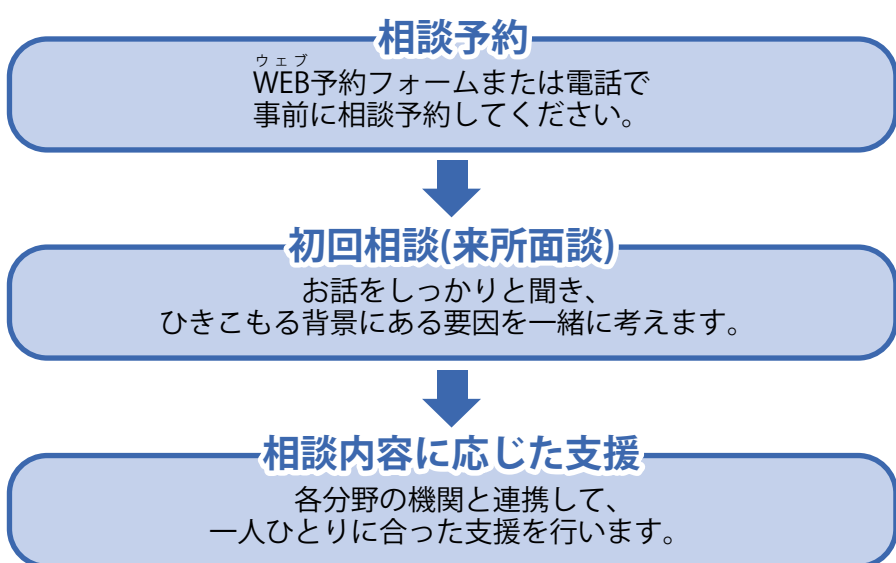 相談予約
ウェブ
WEB予約フォームまたは電話で
事前に相談予約してください。
初回相談(来所面談)
お話をしっかりと聞き、
ひきこもる背景にある要因を一緒に考えます。
相談内容に応じた支援
各分野の機関と連携して、
一人ひとりに合った支援を行います。